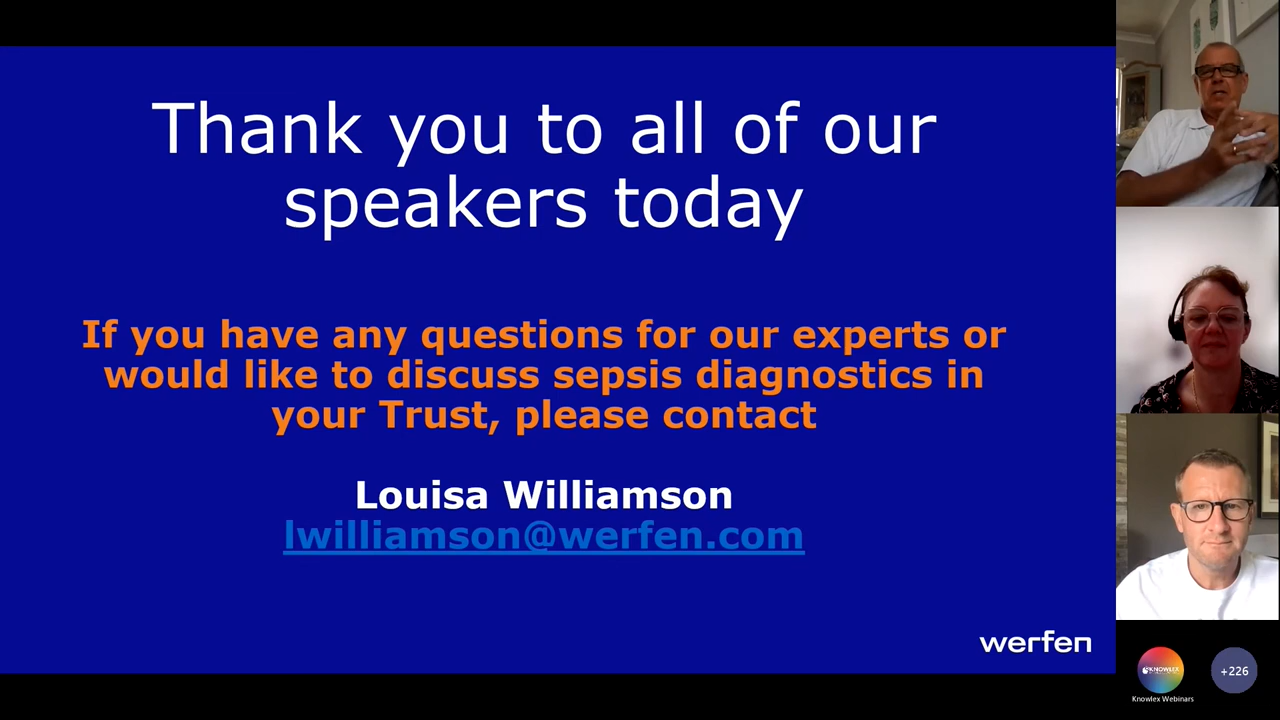 Thank you to all of our
speakers today
If you have any questions for our experts or
would like to discuss sepsis diagnostics in
your Trust, please contact
Louisa Williamson
lwilliamson@werfen.com
werfen
KNOWLEX
Knowlex Webinars
+226